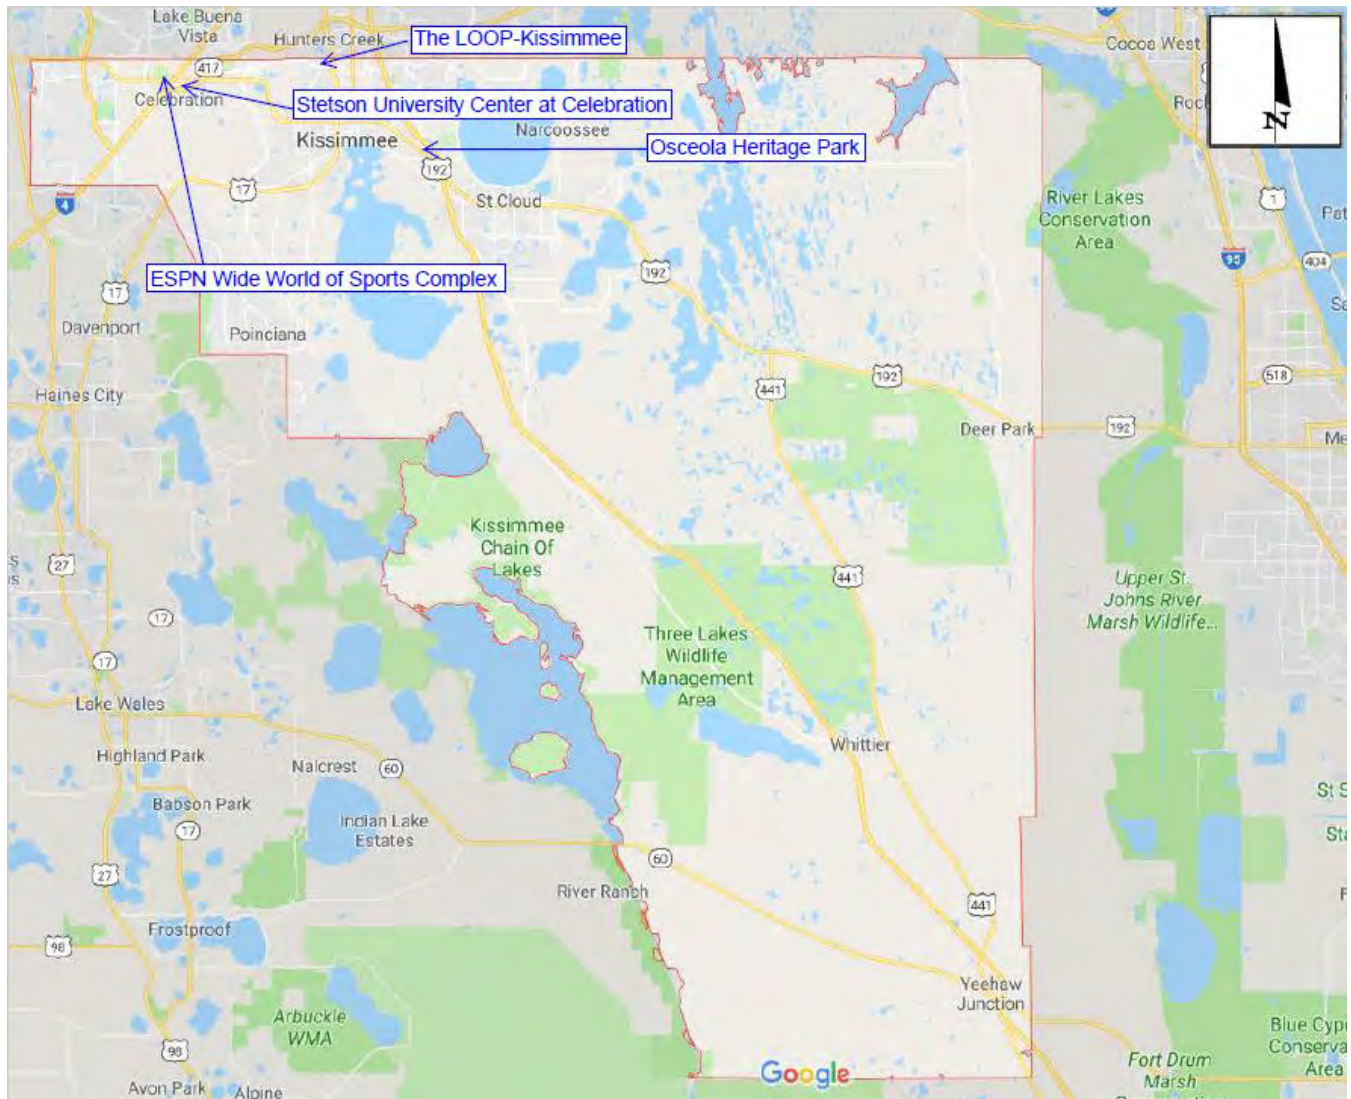 Lake Buena
Vista
Hunters Creek
The LOOP-Kissimmee
Cocoa West
417
Celebration
Stetson University Center at Celebration
Kissimmee
Narcoossee
Osceola Heritage Park
N
192
17
4
St Cloud
River Lakes
Conservation
Area
1
95
404
ESPN Wide World of Sports Complex
17
192
Davenport
Poinciana
Haines City
441
192
518
Deer Park
192
Kissimmee
Chain Of
Lakes
27
441
17
Upper St.
Johns River
Marsh Wildlife...
Three Lakes
Wildlife
Management
Area
17
Lake Wales
Highland Park
Nalcrest
60
Whittier
Babson Park
17
Indian Lake
Estates
27
60
River Ranch
441
Frostproof
98
Yeehaw
Junction
Arbuckle
WMA
98
Google
Fort Drum
Marsh
Blue Cyp
Conserva
Area
Avon Park
Alpine